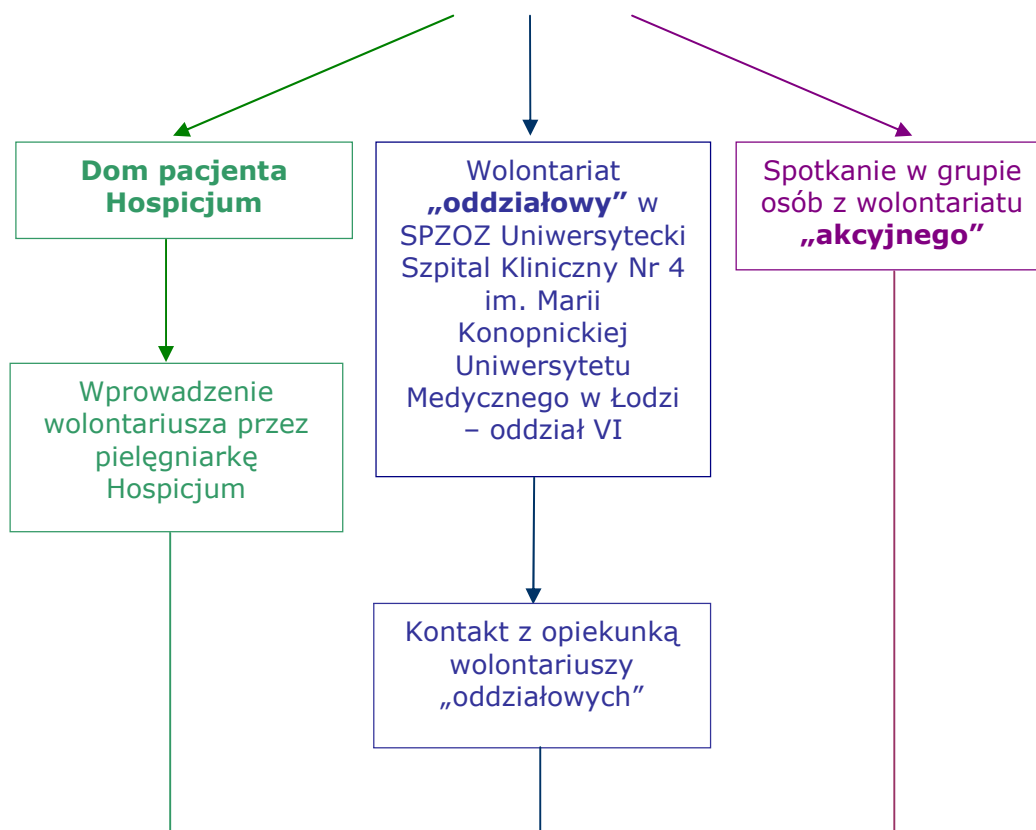 Dom pacjenta
Hospicjum
Wprowadzenie
wolontariusza przez
pielęgniarkę
Hospicjum
Wolontariat
„oddziałowy” w
SPZOZ Uniwersytecki
Szpital Kliniczny Nr 4
im. Marii
Konopnickiej
Uniwersytetu
Medycznego w Łodzi
– oddział VI
Kontakt z opiekunką
wolontariuszy
„oddziałowych”
Spotkanie w grupie
osób z wolontariatu
„akcyjnego”